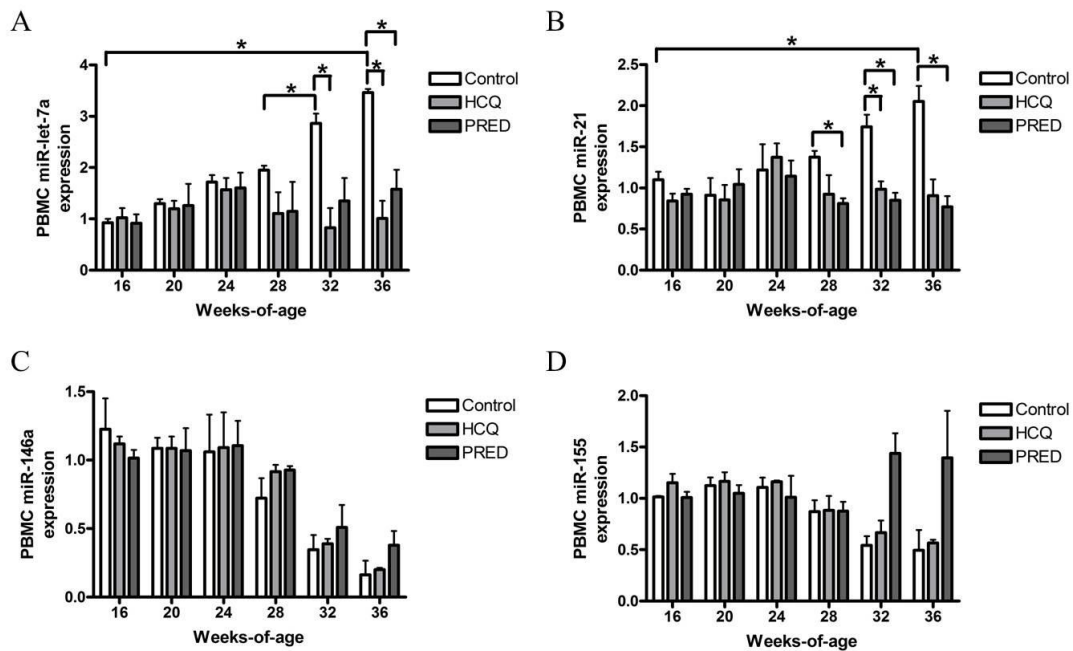 A
*
*
*
*
*
4
3
2
1
0
PBMC miR-let-7a
expression
16 20 24 28 32 36
Weeks-of-age
Control
HCQ
PRED
B
*
*
*
*
*
2.5
2.0
1.5
1.0
0.5
0.0
PBMC miR-21
expression
16 20 24 28 32 36
Weeks-of-age
Control
HCQ
PRED
C
1.5
1.0
0.5
0.0
PBMC miR-146a
expression
16 20 24 28 32 36
Weeks-of-age
Control
HCQ
PRED
D
2.0
1.5
1.0
0.5
0.0
PBMC miR-155
expression
16 20 24 28 32 36
Weeks-of-age
Control
HCQ
PRED